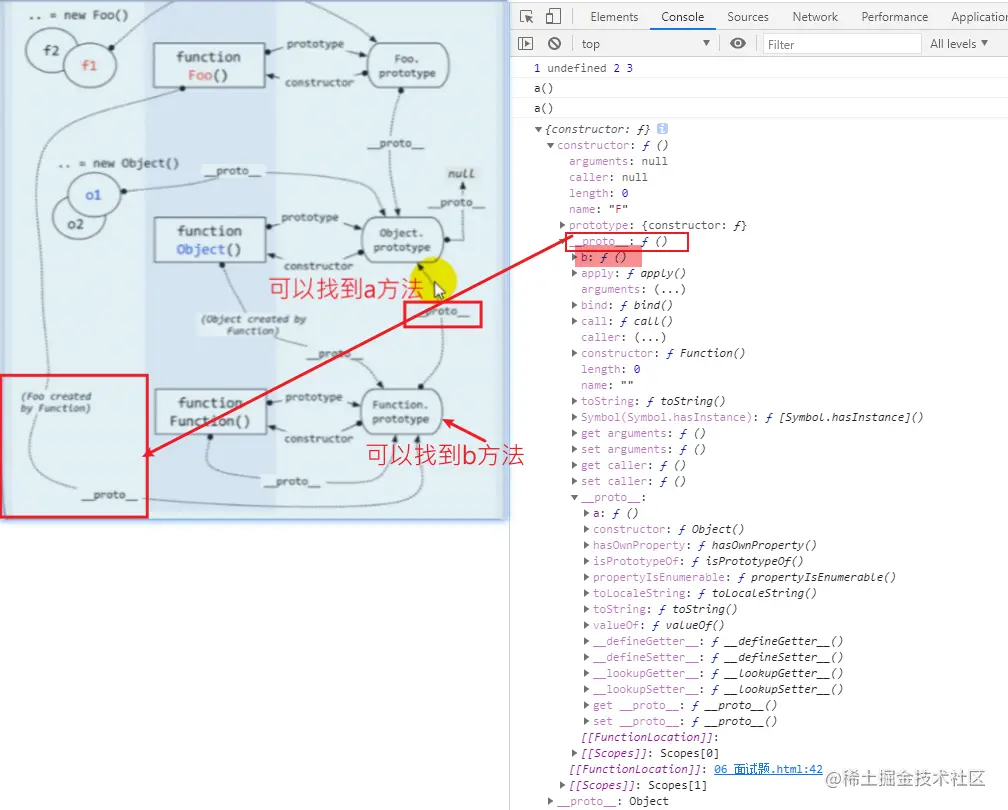 .. = new Foo()
f2
f1
function
Foo()
prototype
constructor
Foo.
prototype
__proto__
.. = new Object()
__proto__
null
__proto__
o1
o2
function
Object()
prototype
constructor
Object.
prototype
可以找到a方法
__proto__
(Object created by
Function)
__proto__
(Foo created
by Function)
function
Function()
prototype
constructor
Function.
prototype
可以找到b方法
__proto__
__proto__
Elements
Console
Sources
Network
Performance
Application
top
Filter
All levels
1 undefined 2 3
a()
a()
{constructor: ƒ}
constructor: ƒ ()
arguments: null
caller: null
length: 0
name: "F"
prototype: {constructor: ƒ}
__proto__: ƒ ()
b: ƒ ()
apply: ƒ apply()
arguments: (...)
bind: ƒ bind()
call: ƒ call()
caller: (...)
constructor: ƒ Function()
length: 0
name: ""
toString: ƒ toString()
Symbol(Symbol.hasInstance): ƒ [Symbol.hasInstance]()
get arguments: ƒ ()
set arguments: ƒ ()
get caller: ƒ ()
set caller: ƒ ()
__proto__:
a: ƒ ()
constructor: ƒ Object()
hasOwnProperty: ƒ hasOwnProperty()
isPrototypeOf: ƒ isPrototypeOf()
propertyIsEnumerable: ƒ propertyIsEnumerable()
toLocaleString: ƒ toLocaleString()
toString: ƒ toString()
valueOf: ƒ valueOf()
__defineGetter__: ƒ __defineGetter__()
__defineSetter__: ƒ __defineSetter__()
__lookupGetter__: ƒ __lookupGetter__()
__lookupSetter__: ƒ __lookupSetter__()
get __proto__: ƒ __proto__()
set __proto__: ƒ __proto__()
[[FunctionLocation]]:
[[Scopes]]: Scopes[0]
[[FunctionLocation]]: 06 面试题.html:42
[[Scopes]]: Scopes[1]
__proto__: Object
@稀土掘金技术社区